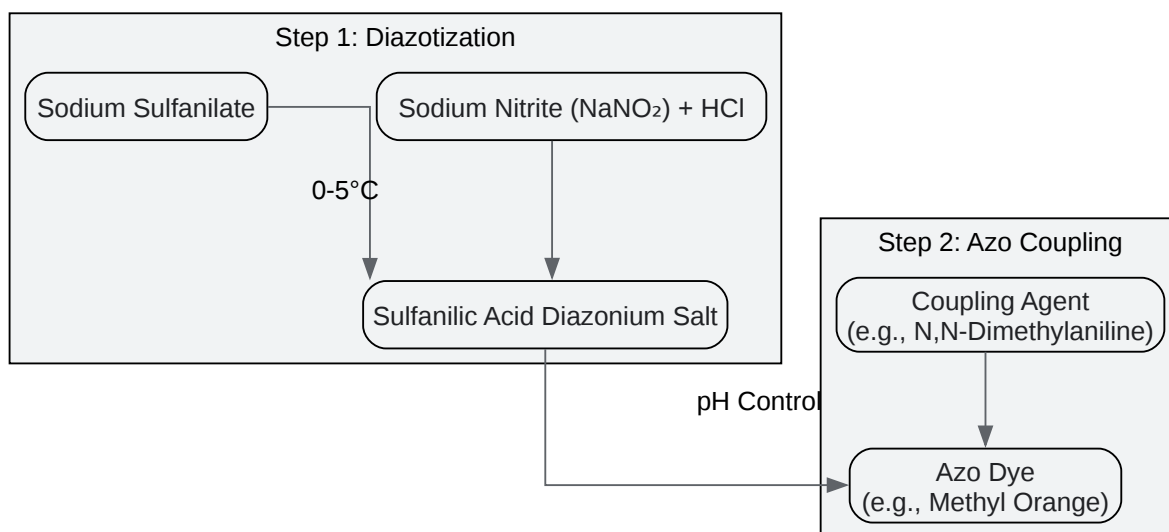 Step 1: Diazotization
Sodium Sulfanilate
Sodium Nitrite (NaNO₂) + HCl
0-5°C
Sulfanilic Acid Diazonium Salt
Step 2: Azo Coupling
Coupling Agent
(e.g., N,N-Dimethylaniline)
pH Control
Azo Dye
(e.g., Methyl Orange)